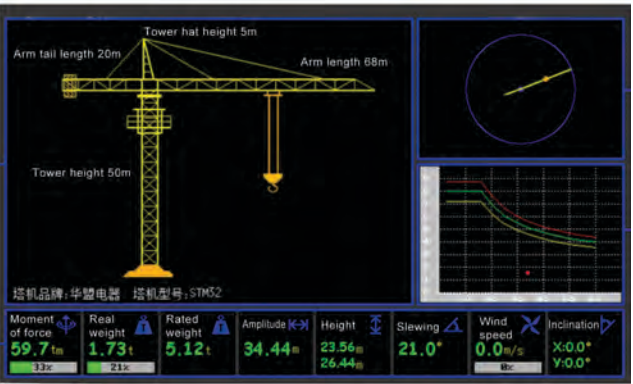 Tower hat height 5m
Arm tail length 20m
Arm length 68m
Tower height 50m
塔机品牌:华盟电器 塔机型号:STM32
Moment of force
59.7tm
33%
Real weight
1.73t
21%
Rated weight
5.12t
Amplitude
34.44m
Height
23.56m
26.44m
Slewing
21.0°
Wind speed
0.0m/s
0%
Inclination
X:0.0°
Y:0.0°